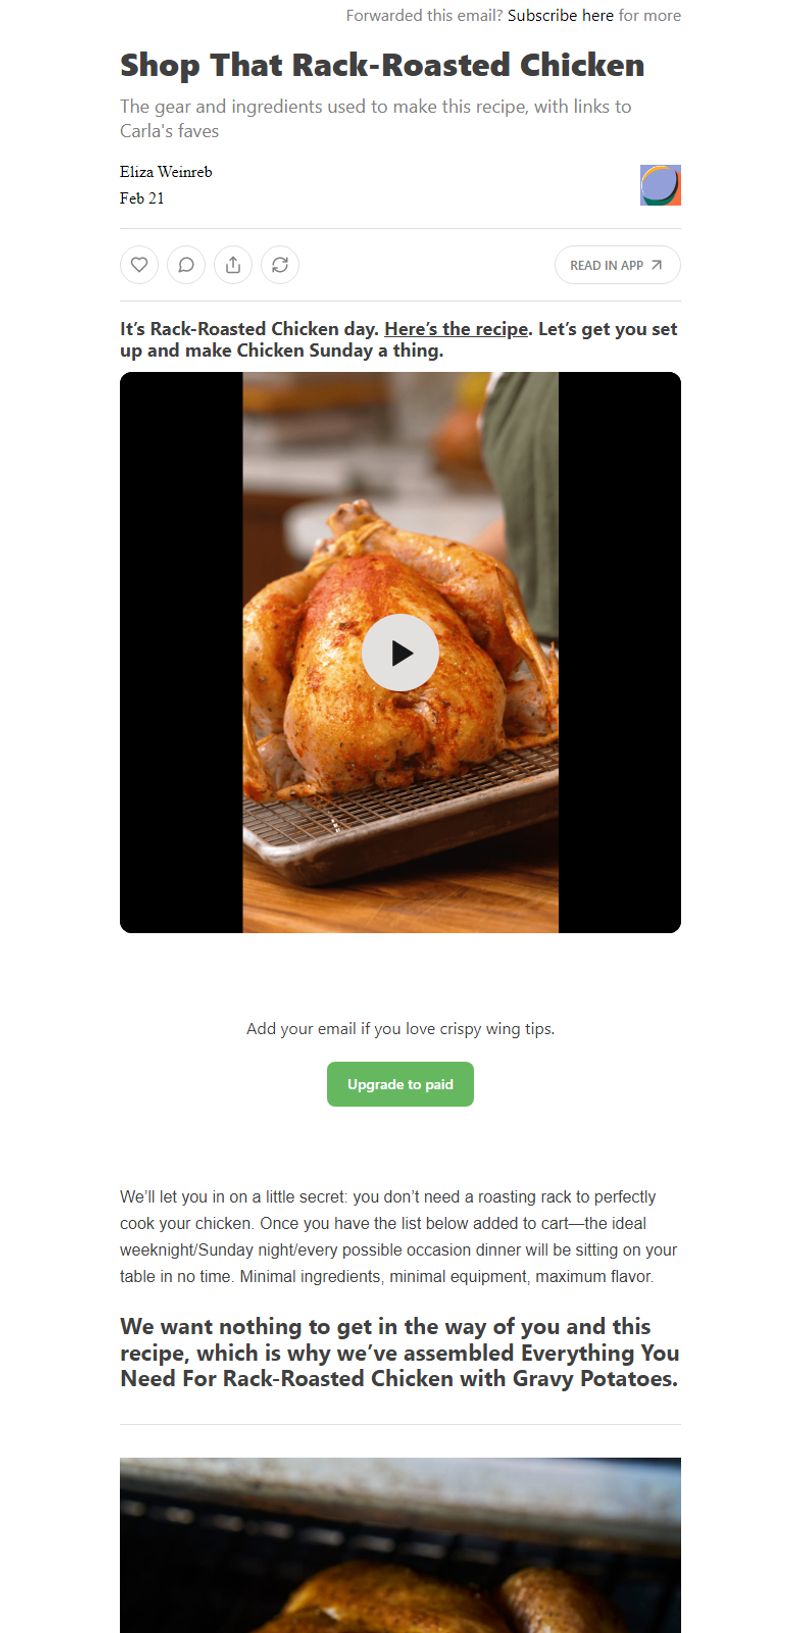 Forwarded this email? Subscribe here for more
Shop That Rack-Roasted Chicken
The gear and ingredients used to make this recipe, with links to
Carla's faves
Eliza Weinreb
Feb 21
READ IN APP
It’s Rack-Roasted Chicken day. Here’s the recipe. Let’s get you set
up and make Chicken Sunday a thing.
Add your email if you love crispy wing tips.
Upgrade to paid
We’ll let you in on a little secret: you don’t need a roasting rack to perfectly
cook your chicken. Once you have the list below added to cart—the ideal
weeknight/Sunday night/every possible occasion dinner will be sitting on your
table in no time. Minimal ingredients, minimal equipment, maximum flavor.
We want nothing to get in the way of you and this
recipe, which is why we’ve assembled Everything You
Need For Rack-Roasted Chicken with Gravy Potatoes.